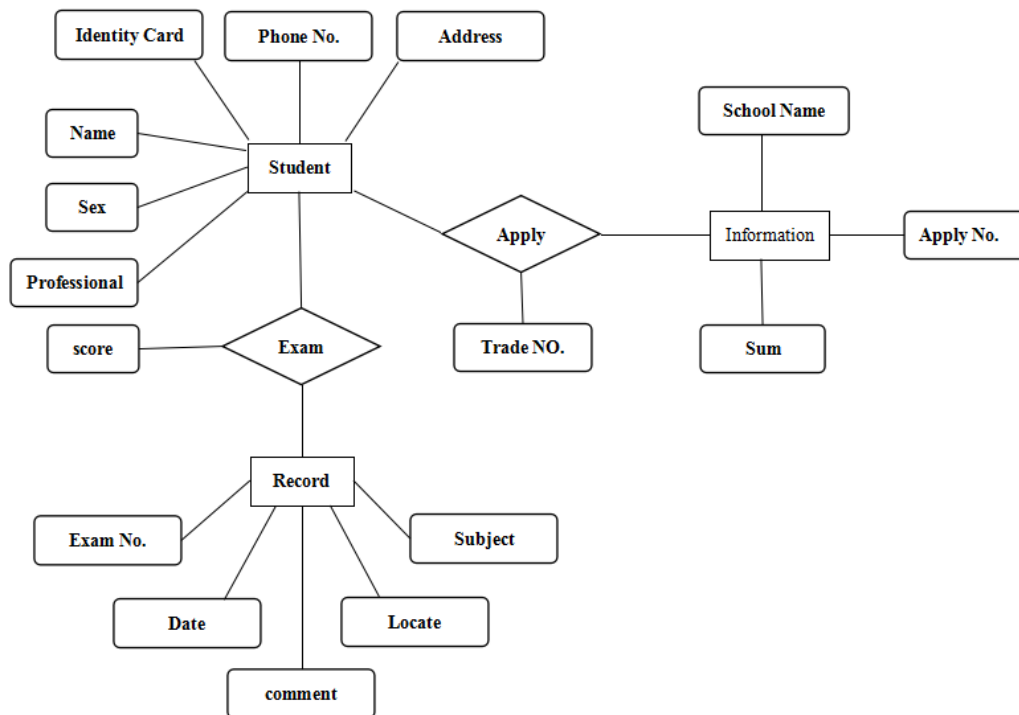 Identity Card
Phone No.
Address
School Name
Name
Student
Sex
Apply
Information
Apply No.
Professional
score
Exam
Trade NO.
Sum
Record
Exam No.
Subject
Date
Locate
comment